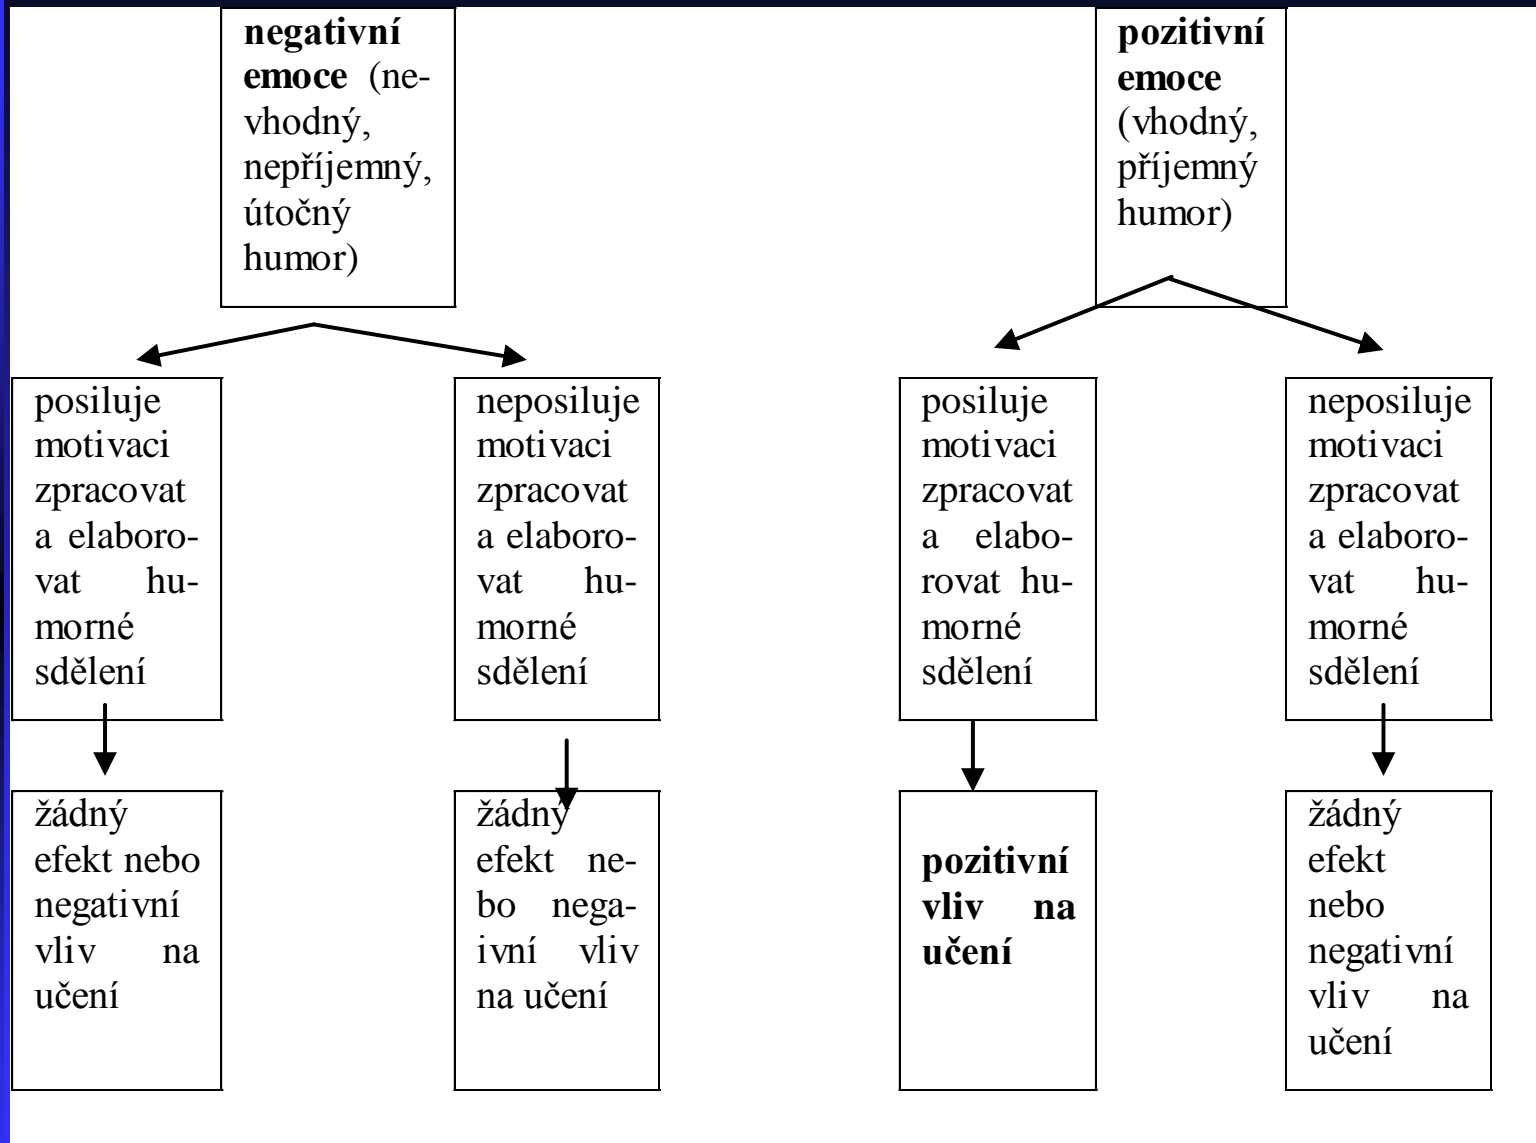 negativní
emoce (ne-
vhodný,
nepříjemný,
útočný
humor)
pozitivní
emoce
(vhodný,
příjemný
humor)
posiluje
motivaci
zpracovat
a elaboro-
vat hu-
morné
sdělení
neposiluje
motivaci
zpracovat
a elaboro-
vat hu-
morné
sdělení
posiluje
motivaci
zpracovat
a elabo-
rovat hu-
morné
sdělení
neposiluje
motivaci
zpracovat
a elaboro-
vat hu-
morné
sdělení
žádný
efekt nebo
negativní
vliv na
učení
žádný
efekt ne-
bo nega-
ivní vliv
na učení
pozitivní
vliv na
učení
žádný
efekt
nebo
negativní
vliv na
učení